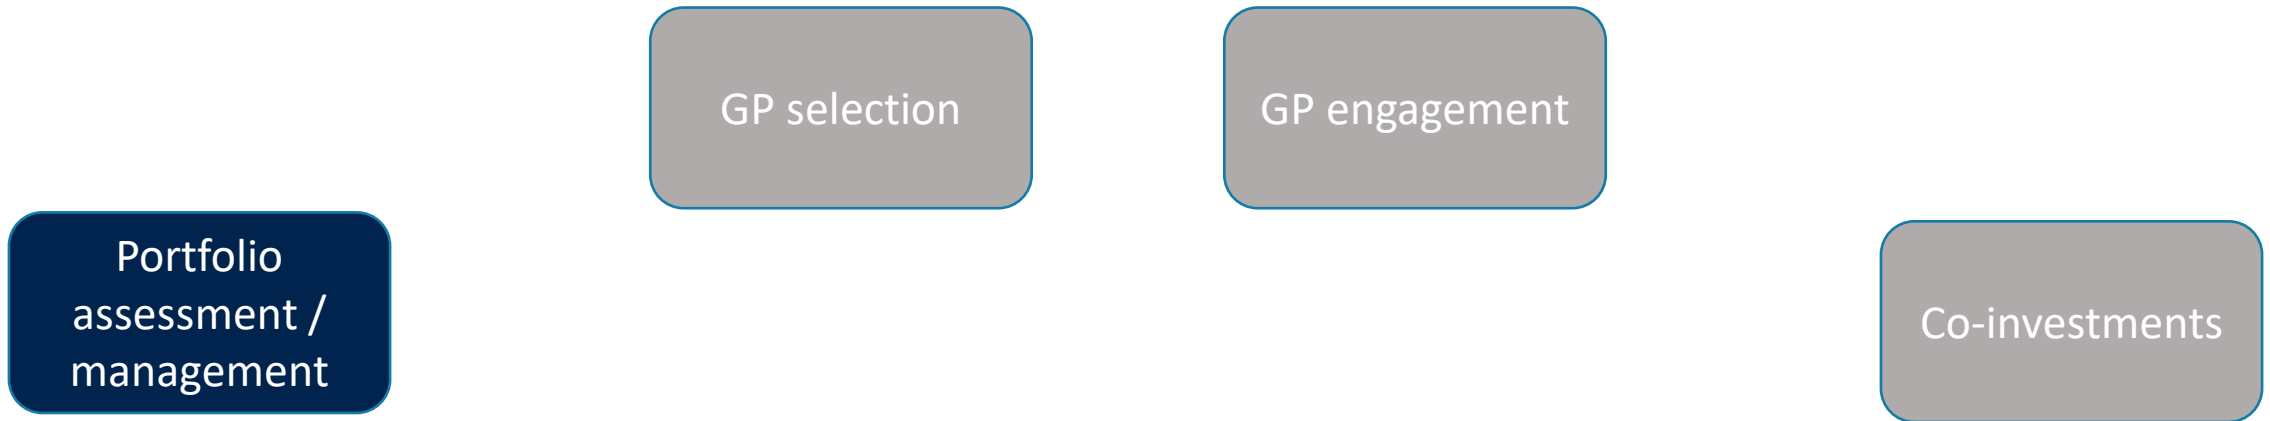 GP selection
GP engagement
Portfolio
assessment /
management
Co-investments